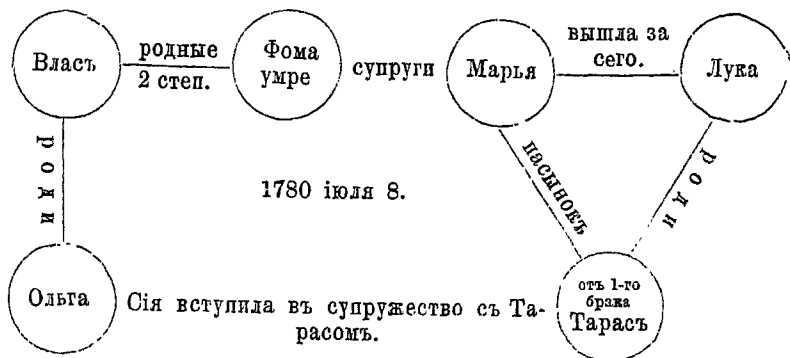 Власъ
родные
2 степ.
Фома
умре
супруги
Марья
вышла за
сего.
Лука
роди
пасынокъ
роди
1780 іюля 8.
Ольга
Сія вступила въ супружество съ Та-
расомъ.
отъ 1-го
брака
Тарасъ